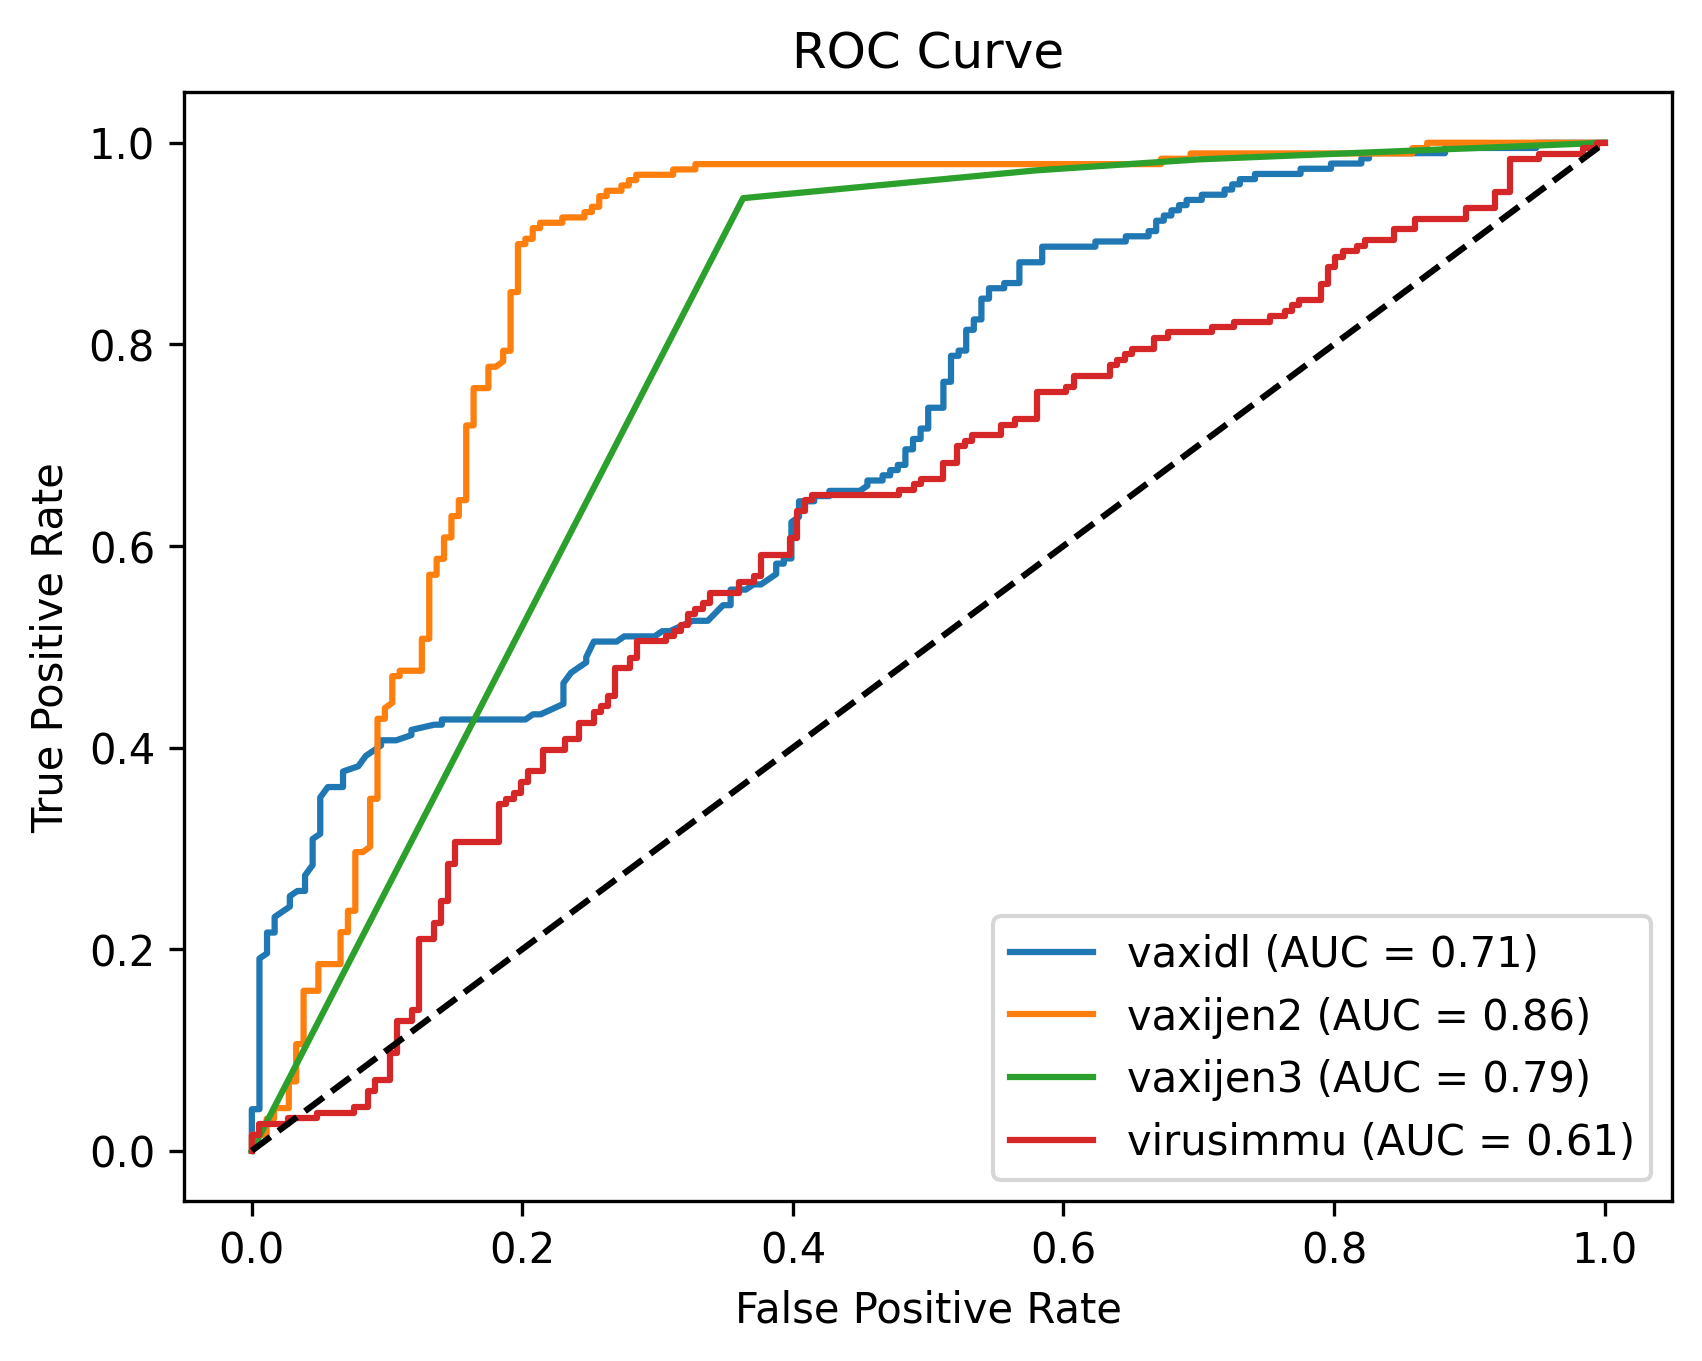 ROC Curve
1.0
0.8
0.6
0.4
0.2
0.0
True Positive Rate
vaxidl (AUC = 0.71)
vaxijen2 (AUC = 0.86)
vaxijen3 (AUC = 0.79)
virusimmu (AUC = 0.61)
0.0 0.2 0.4 0.6 0.8 1.0
False Positive Rate